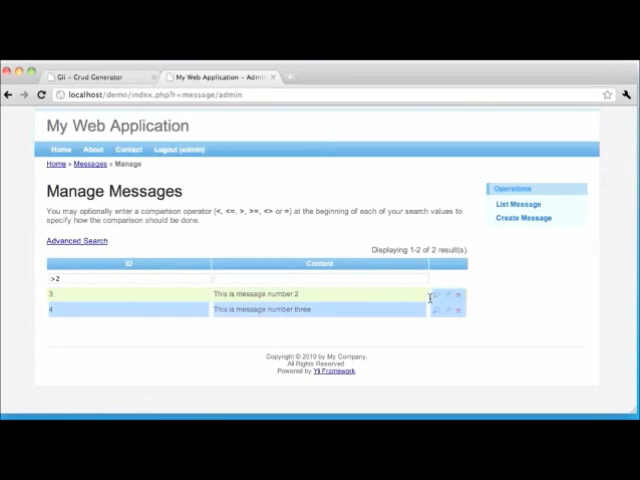 Gii - Crud Generator
My Web Application - Admin
localhost/demo/index.php?r=message/admin
My Web Application
Home About Contact Logout (admin)
Home » Messages » Manage
Manage Messages
You may optionally enter a comparison operator (<, <=, >, >=, <> or =) at the beginning of each of your search values to
specify how the comparison should be done.
Advanced Search
Displaying 1-2 of 2 result(s).
ID Content
>2
3 This is message number 2
4 This is message number three
Operations
List Message
Create Message
Copyright © 2010 by My Company.
All Rights Reserved.
Powered by Yii Framework.